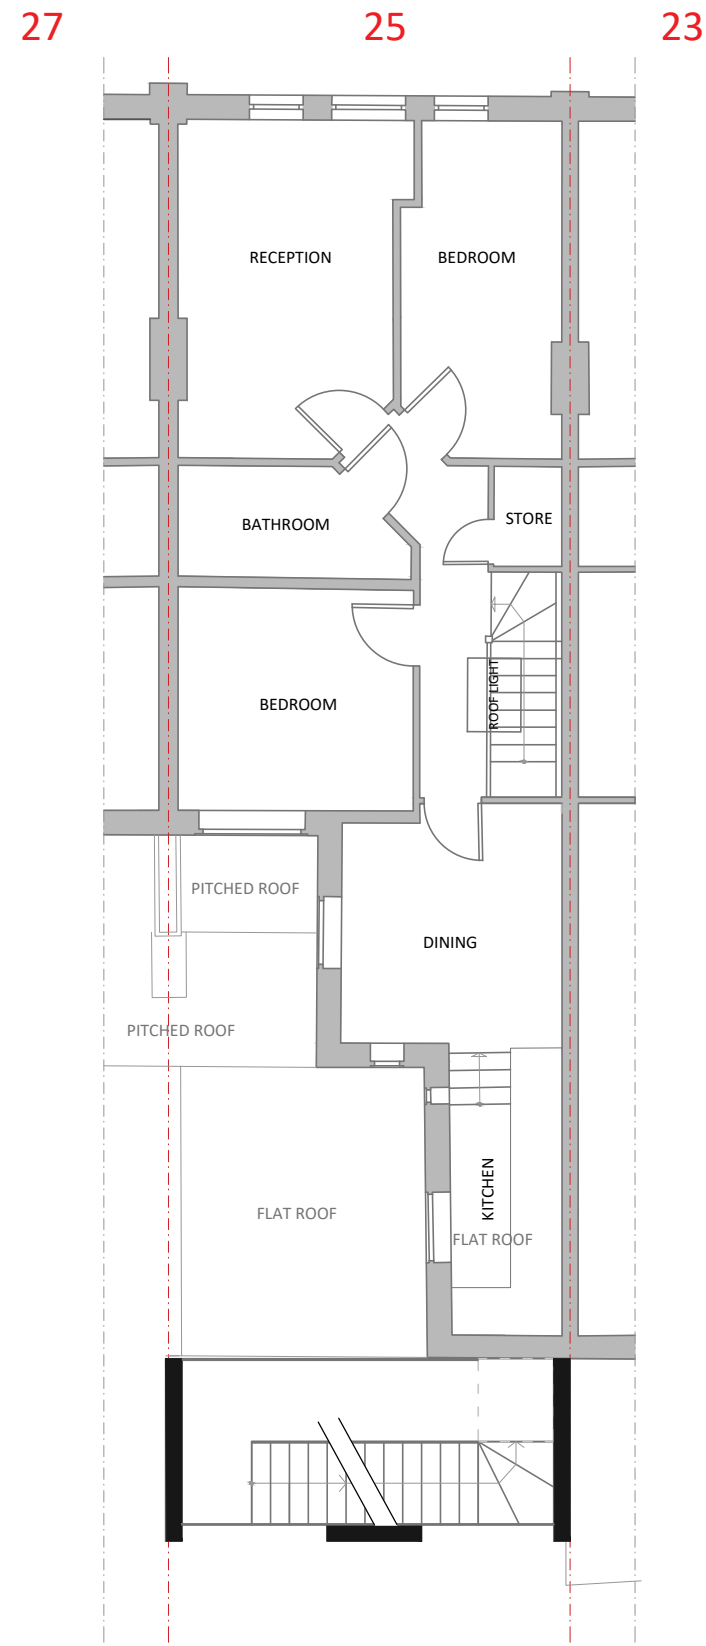 27
25
23
RECEPTION
BEDROOM
BATHROOM
STORE
BEDROOM
ROOF LIGHT
PITCHED ROOF
DINING
PITCHED ROOF
KITCHEN
FLAT ROOF
FLAT ROOF